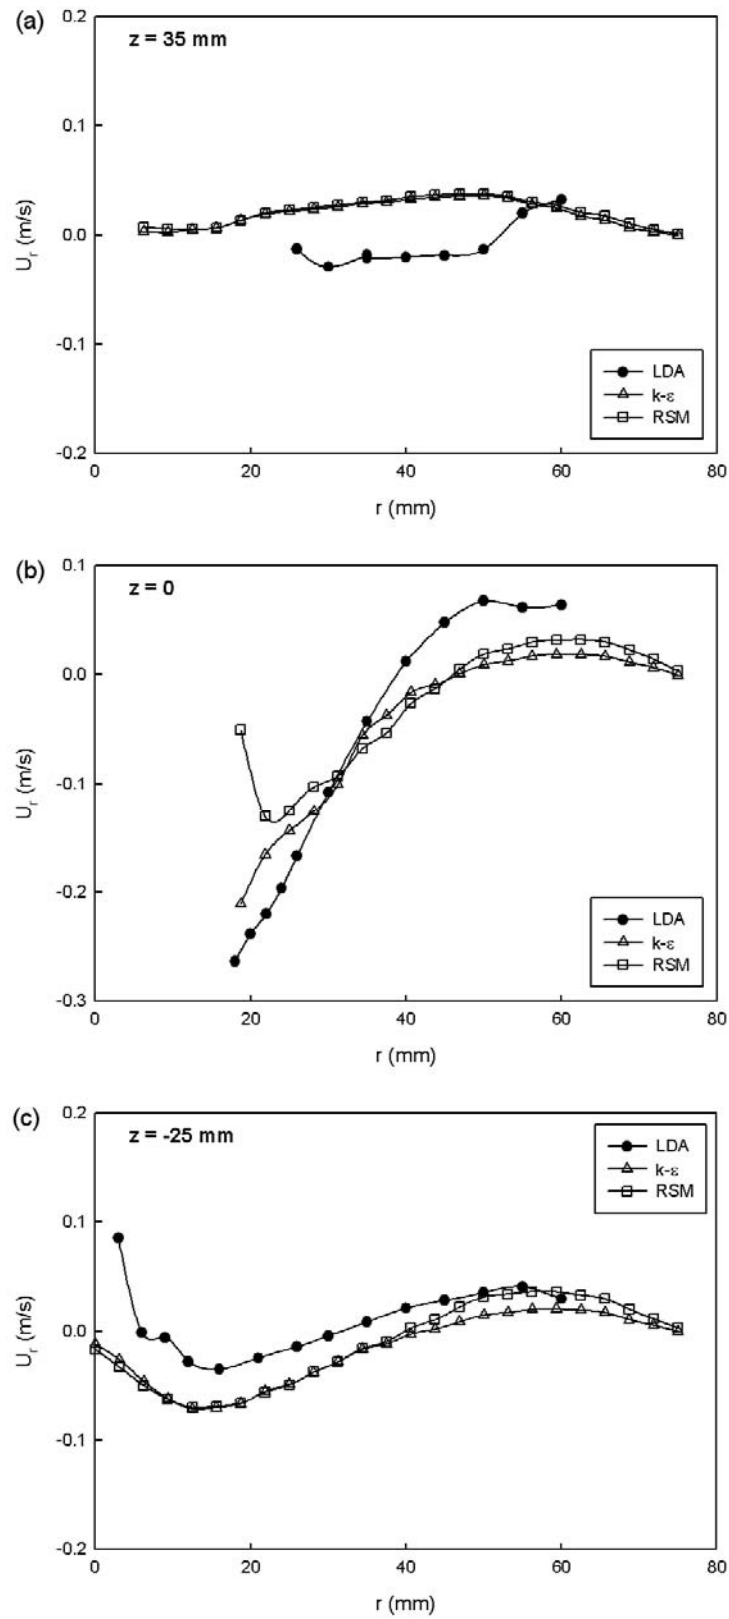 (a)
z = 35 mm
0.2
0.1
0.0
-0.1
-0.2
U_r (m/s)
LDA
k-ε
RSM
0 20 40 60 80
r (mm)
(b)
z = 0
0.1
0.0
-0.1
-0.2
-0.3
U_r (m/s)
LDA
k-ε
RSM
0 20 40 60 80
r (mm)
(c)
z = -25 mm
0.2
0.1
0.0
-0.1
-0.2
U_r (m/s)
LDA
k-ε
RSM
0 20 40 60 80
r (mm)